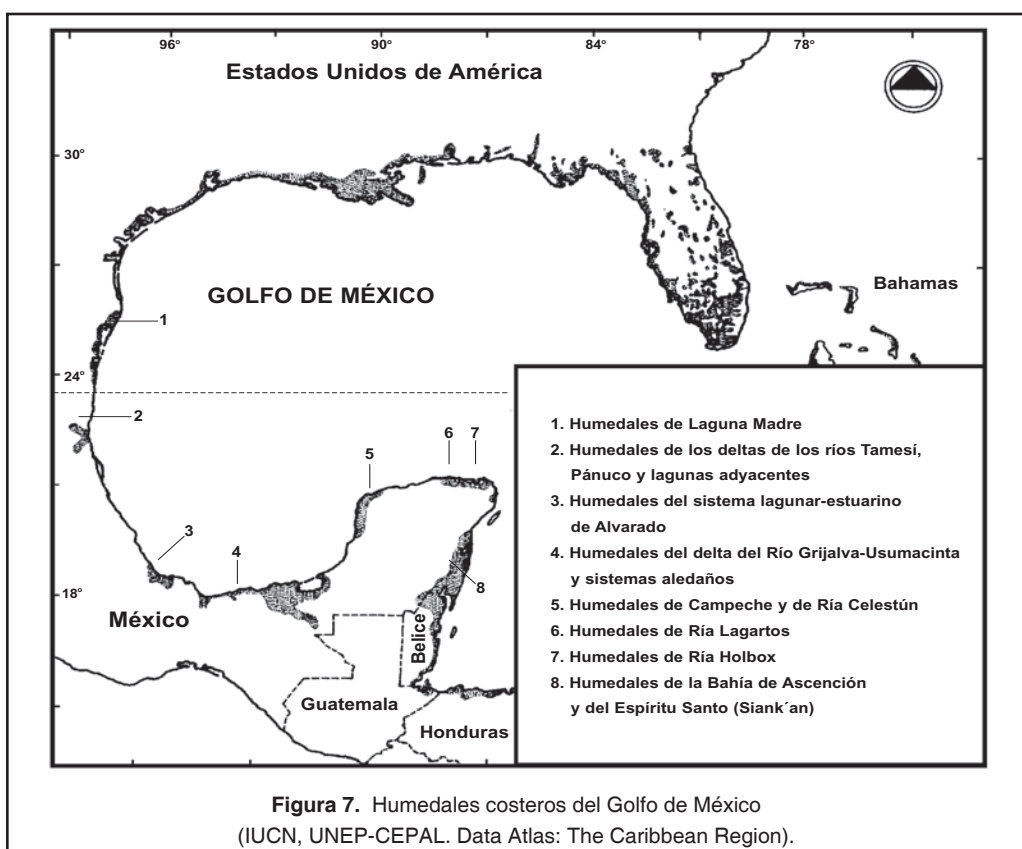 96°
90°
84°
78°
Estados Unidos de América
30°
GOLFO DE MÉXICO
Bahamas
1
24°
2
6
7
5
3
4
8
18°
México
Belice
Guatemala
Honduras
1. Humedales de Laguna Madre
2. Humedales de los deltas de los ríos Tamesí,
Pánuco y lagunas adyacentes
3. Humedales del sistema lagunar-estuarino
de Alvarado
4. Humedales del delta del Río Grijalva-Usumacinta
y sistemas aledaños
5. Humedales de Campeche y de Ría Celestún
6. Humedales de Ría Lagartos
7. Humedales de Ría Holbox
8. Humedales de la Bahía de Ascención
y del Espíritu Santo (Siank´an)
Figura 7. Humedales costeros del Golfo de México
(IUCN, UNEP-CEPAL. Data Atlas: The Caribbean Region).